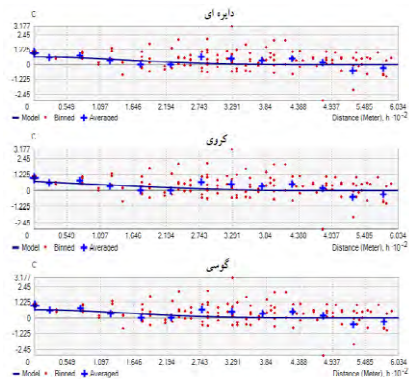 دایره ای
C
3.177
2.45
1.225
0
-1.225
-2.45
0 0.549 1.097 1.646 2.194 2.743 3.291 3.84 4.388 4.937 5.485 6.034
Distance (Meter), h 10⁻²
Model Binned Averaged
کروی
C
3.177
2.45
1.225
0
-1.225
-2.45
0 0.549 1.097 1.646 2.194 2.743 3.291 3.84 4.388 4.937 5.485 6.034
Distance (Meter), h 10⁻²
Model Binned Averaged
گوسی
C
3.177
2.45
1.225
0
-1.225
-2.45
0 0.549 1.097 1.646 2.194 2.743 3.291 3.84 4.388 4.937 5.485 6.034
Distance (Meter), h 10⁻²
Model Binned Averaged